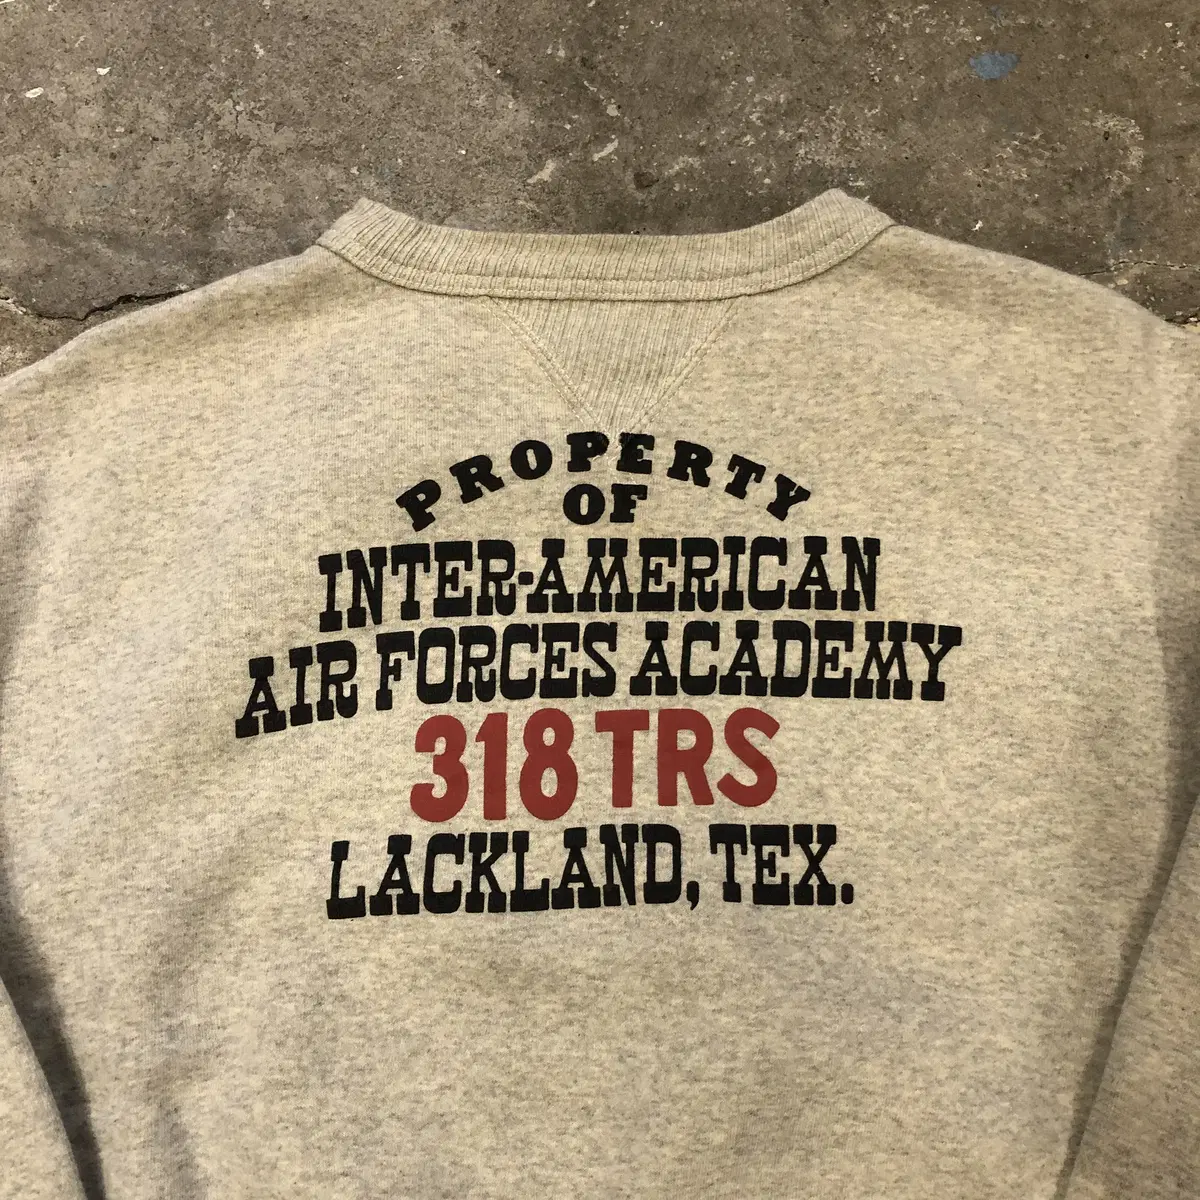 PROPERTY
OF
INTER-AMERICAN
AIR FORCES ACADEMY
318 TRS
LACKLAND, TEX.